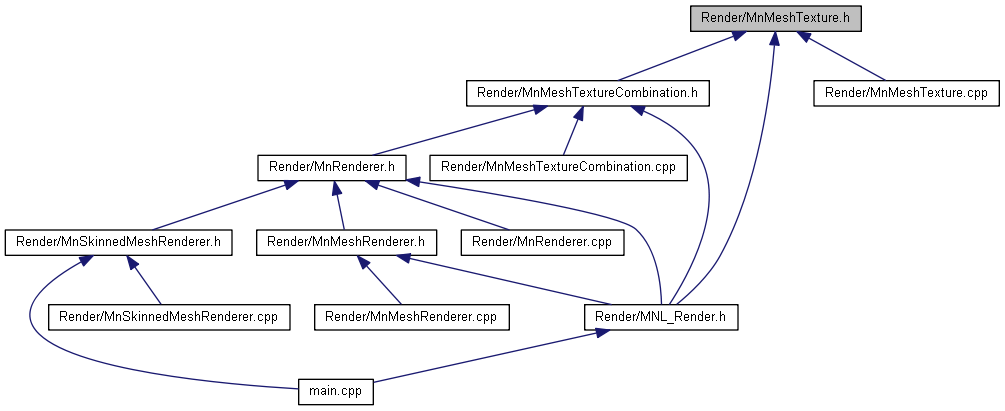 Render/MnMeshTexture.h
Render/MnMeshTextureCombination.h
Render/MnMeshTexture.cpp
Render/MnRenderer.h
Render/MnMeshTextureCombination.cpp
Render/MnSkinnedMeshRenderer.h
Render/MnMeshRenderer.h
Render/MnRenderer.cpp
Render/MnSkinnedMeshRenderer.cpp
Render/MnMeshRenderer.cpp
Render/MNL_Render.h
main.cpp